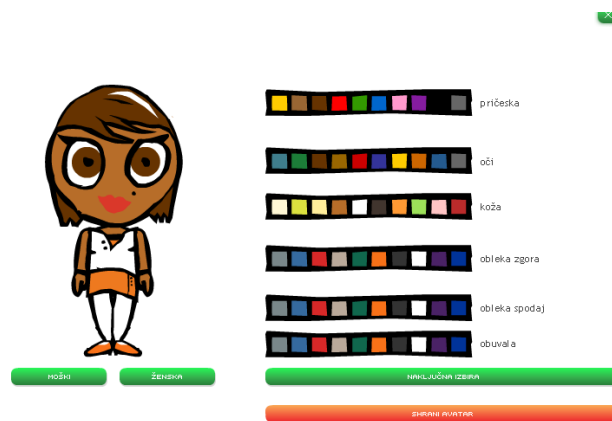 pričeska
oči
koža
obleka zgora
obleka spodaj
obuvala
MOŠKI
ŽENSKA
NAKLJUČNA IZBIRA
SHRANI AVATAR